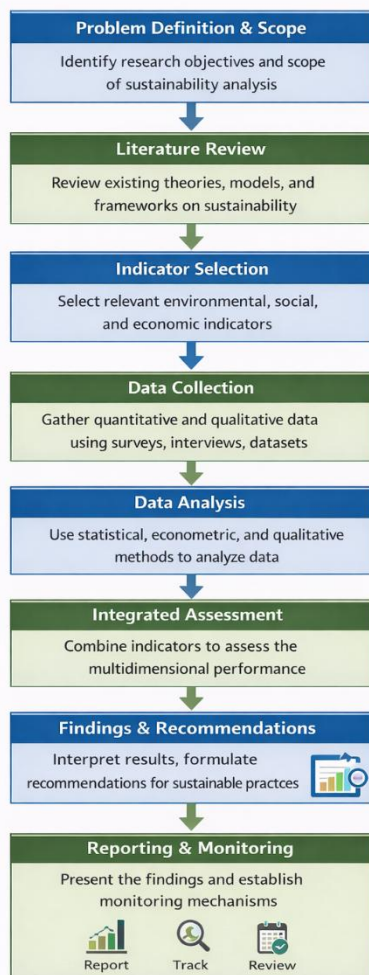 Problem Definition & Scope
Identify research objectives and scope
of sustainability analysis
Literature Review
Review existing theories, models, and
frameworks on sustainability
Indicator Selection
Select relevant environmental, social,
and economic indicators
Data Collection
Gather quantitative and qualitative data
using surveys, interviews, datasets
Data Analysis
Use statistical, econometric, and qualitative
methods to analyze data
Integrated Assessment
Combine indicators to assess the
multidimensional performance
Findings & Recommendations
Interpret results, formulate
recommendations for sustainable practces
Reporting & Monitoring
Present the findings and establish
monitoring mechanisms
Report Track Review